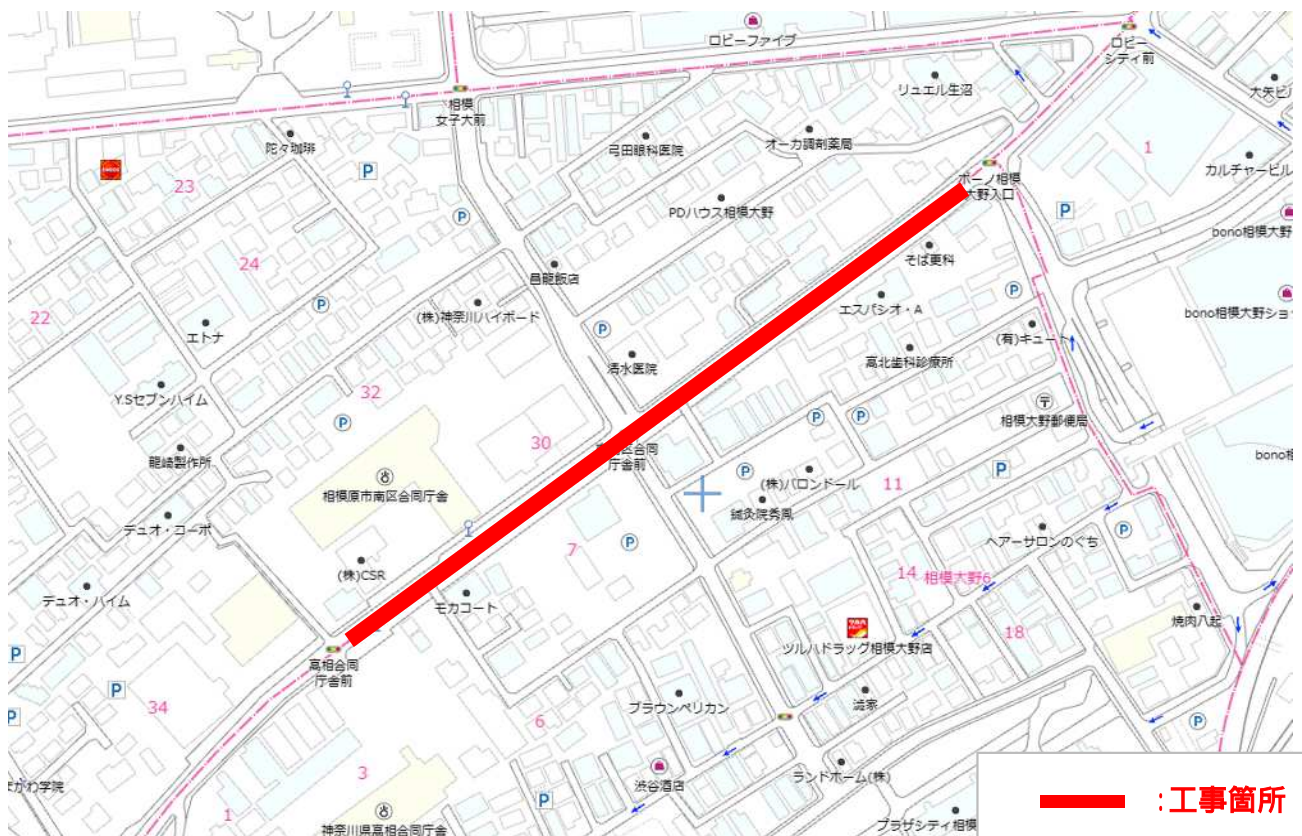 ロビーファイブ
ロビー
シティ前
リュエル生沼
大矢ビル
相模
女子大前
陀々珈琲
弓田眼科医院
オーカ調剤薬局
1
カルチャービル
P
23
ボーノ相模
大野入口
PDハウス相模大野
P
P
bono相模大野
24
昌龍飯店
そば更科
22
P
(株)神奈川ハイボード
エスパシオ・A
P
bono相模大野ショ
エトナ
P
清水医院
高北歯科診療所
(有)キュート
Y.Sセブンハイム
32
P
30
P
P
相模大野郵便局
龍崎製作所
区合同
庁舎前
bono相
相模原市南区合同庁舎
P
(株)バロンドール
11
P
鍼灸院秀鳳
デュオ・コーポ
7
P
ヘアーサロンのぐち
P
(株)CSR
14
相模大野6
デュオ・ハイム
モカコート
焼肉八起
18
P
高相合同
庁舎前
ツルハドラッグ相模大野店
P
34
ブラウンペリカン
澁家
P
6
P
3
渋谷酒店
ランドホーム(株)
がわ学院
1
P
神奈川県高相合同庁舎
プラザシティ相模
:工事箇所